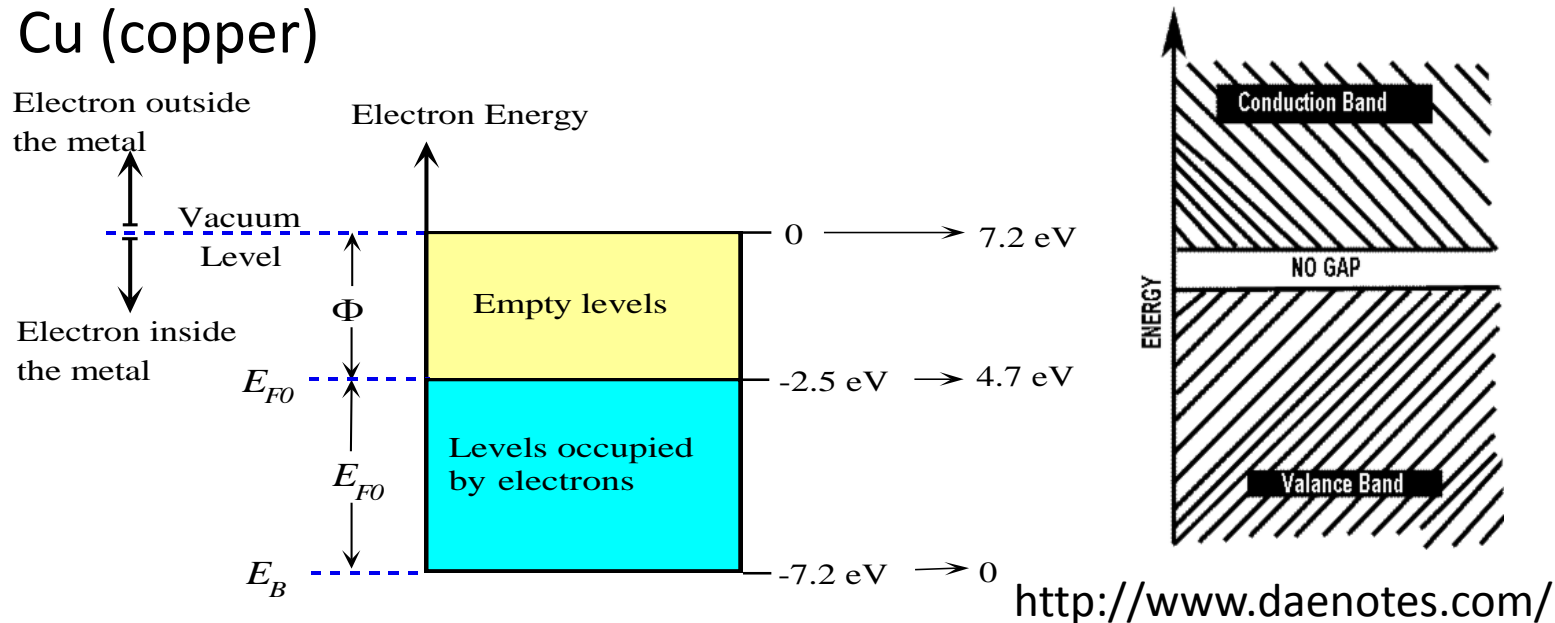 Cu (copper)
Electron outside
the metal
Electron Energy
Vacuum
Level
0
7.2 eV
Φ
Empty levels
Electron inside
the metal
E_F0
-2.5 eV
4.7 eV
Levels occupied
by electrons
E_F0
E_B
-7.2 eV
0
Conduction Band
NO GAP
ENERGY
Valance Band
http://www.daenotes.com/